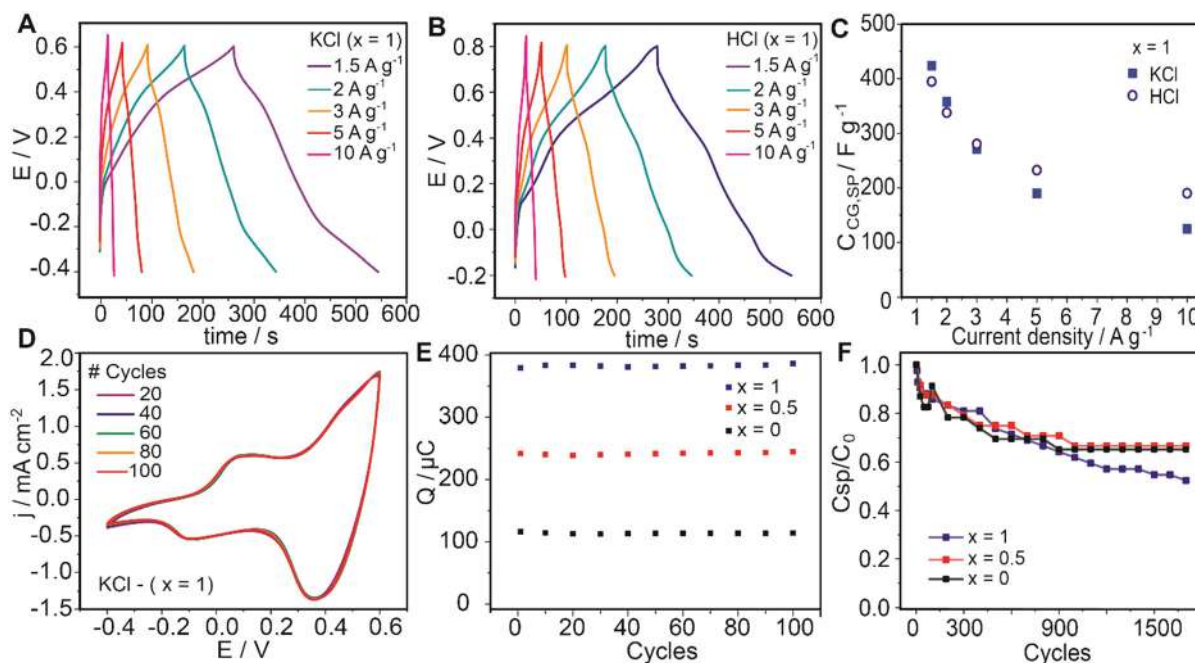 A
KCl (x = 1)
1.5 A g⁻¹
2 A g⁻¹
3 A g⁻¹
5 A g⁻¹
10 A g⁻¹
E / V
0.6
0.4
0.2
0.0
-0.2
-0.4
0 100 200 300 400 500 600
time / s
B
HCl (x = 1)
1.5 A g⁻¹
2 A g⁻¹
3 A g⁻¹
5 A g⁻¹
10 A g⁻¹
E / V
0.8
0.6
0.4
0.2
0.0
-0.2
0 100 200 300 400 500 600
time / s
C
x = 1
KCl
HCl
C_CG,SP / F g⁻¹
500
400
300
200
100
0
1 2 3 4 5 6 7 8 9 10
Current density / A g⁻¹
D
# Cycles
20
40
60
80
100
KCl - ( x = 1)
j / mA cm⁻²
2.0
1.5
1.0
0.5
0.0
-0.5
-1.0
-1.5
-0.4 -0.2 0.0 0.2 0.4 0.6
E / V
E
x = 1
x = 0.5
x = 0
Q / µC
400
300
200
100
0
0 20 40 60 80 100
Cycles
F
x = 1
x = 0.5
x = 0
Csp/C₀
1.0
0.8
0.6
0.4
0.2
0.0
0 300 900 1500
Cycles